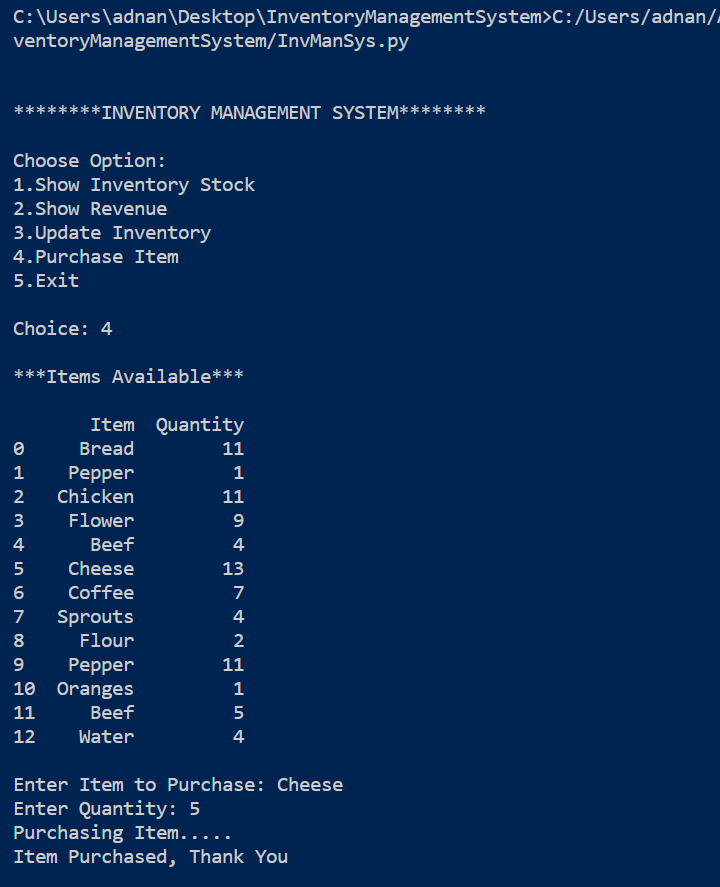 C:\Users\adnan\Desktop\InventoryManagementSystem>C:/Users/adnan/
ventoryManagementSystem/InvManSys.py
********INVENTORY MANAGEMENT SYSTEM********
Choose Option:
1.Show Inventory Stock
2.Show Revenue
3.Update Inventory
4.Purchase Item
5.Exit
Choice: 4
***Items Available***
Item Quantity
0 Bread 11
1 Pepper 1
2 Chicken 11
3 Flower 9
4 Beef 4
5 Cheese 13
6 Coffee 7
7 Sprouts 4
8 Flour 2
9 Pepper 11
10 Oranges 1
11 Beef 5
12 Water 4
Enter Item to Purchase: Cheese
Enter Quantity: 5
Purchasing Item.....
Item Purchased, Thank You